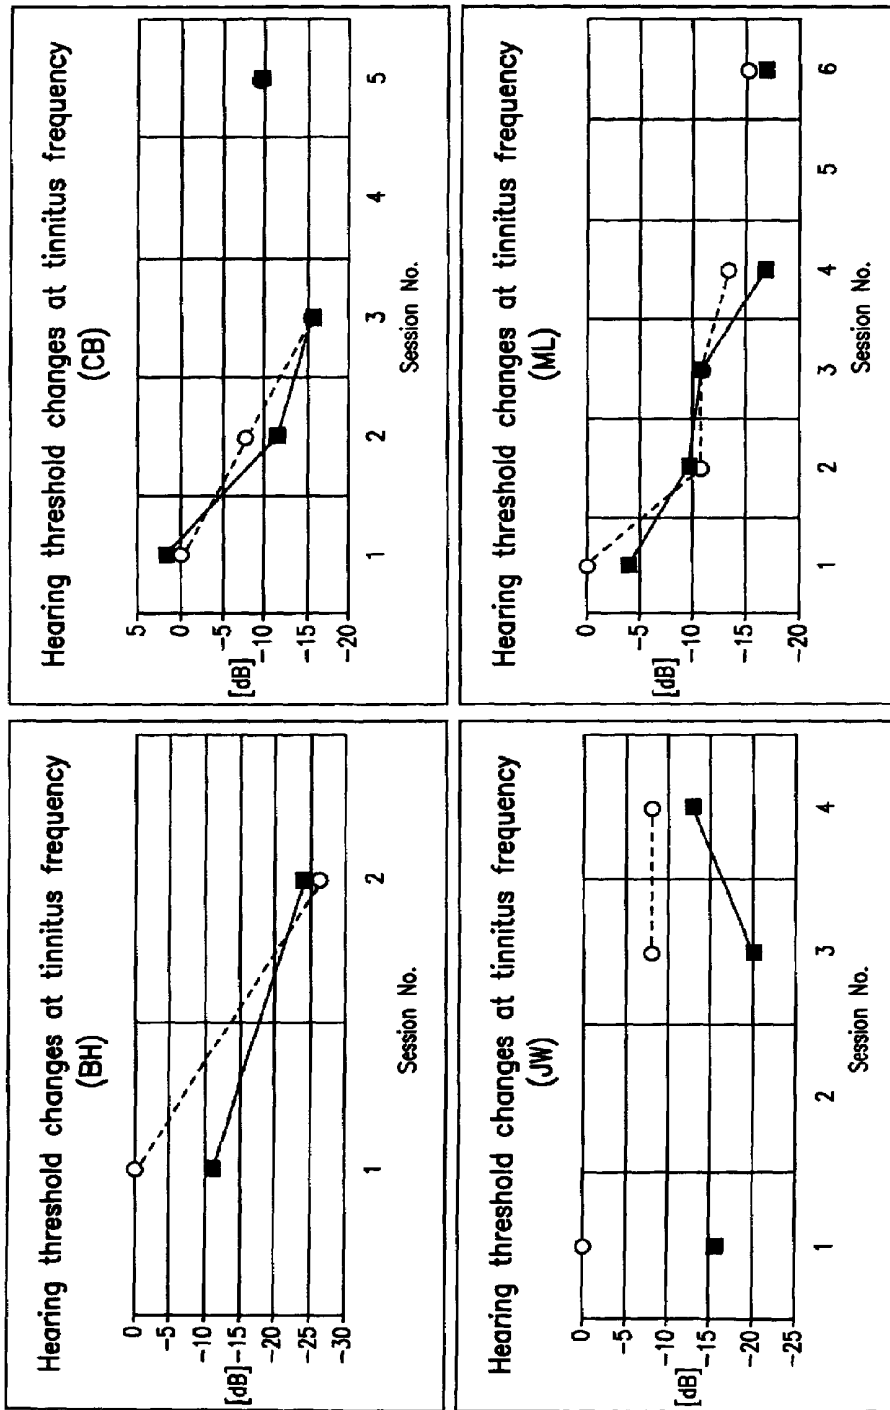 Hearing threshold changes at tinnitus frequency
(BH)
0
-5
-10
-15
-20
-25
-30
[dB]
1 2
Session No.
Hearing threshold changes at tinnitus frequency
(CB)
5
0
-5
-10
-15
-20
[dB]
1 2 3 4 5
Session No.
Hearing threshold changes at tinnitus frequency
(JW)
0
-5
-10
-15
-20
-25
[dB]
1 2 3 4
Session No.
Hearing threshold changes at tinnitus frequency
(ML)
0
-5
-10
-15
-20
[dB]
1 2 3 4 5 6
Session No.